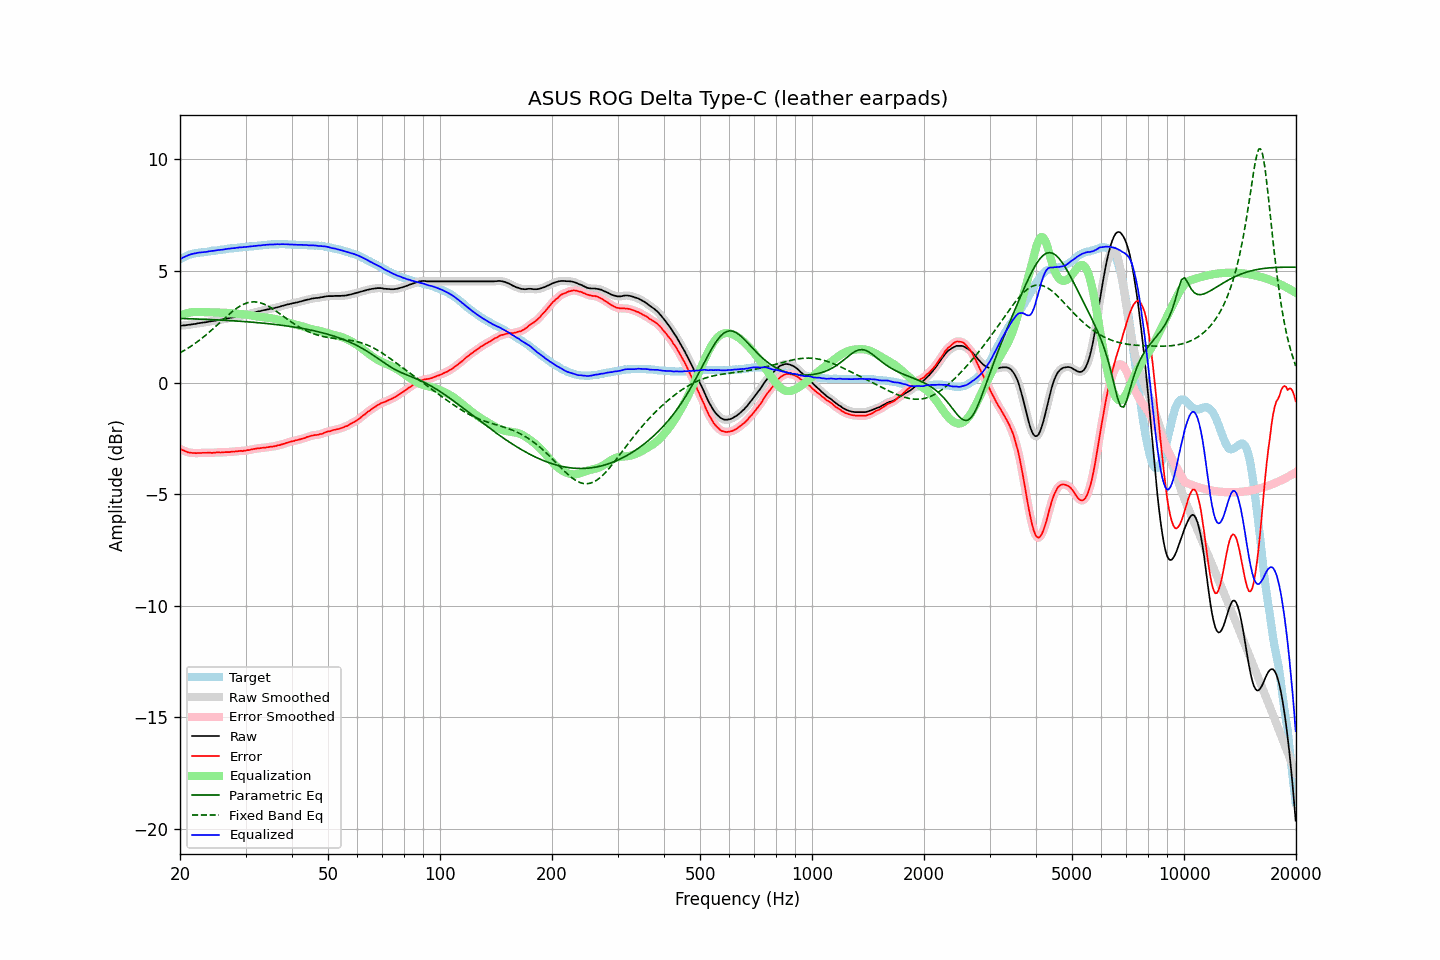 ASUS ROG Delta Type-C (leather earpads)
Amplitude (dBr)
10
5
0
−5
−10
−15
−20
Target
Raw Smoothed
Error Smoothed
Raw
Error
Equalization
Parametric Eq
Fixed Band Eq
Equalized
20 50 100 200 500 1000 2000 5000 10000 20000
Frequency (Hz)